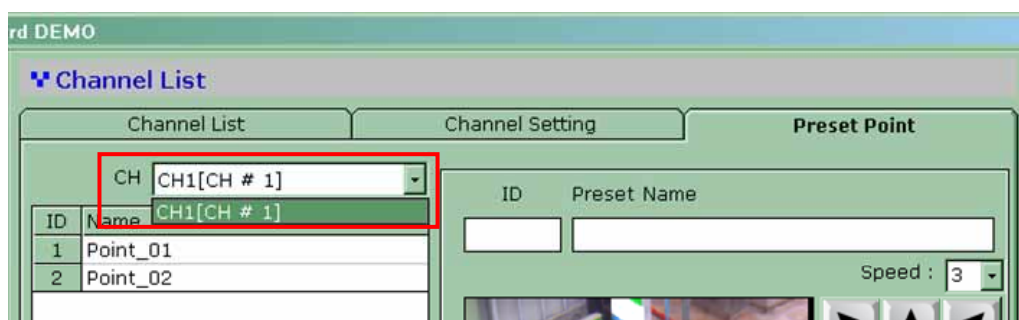 rd DEMO
Channel List
Channel List Channel Setting Preset Point
CH CH1[CH # 1]
CH1[CH # 1]
ID Name
1 Point_01
2 Point_02
ID Preset Name
Speed : 3